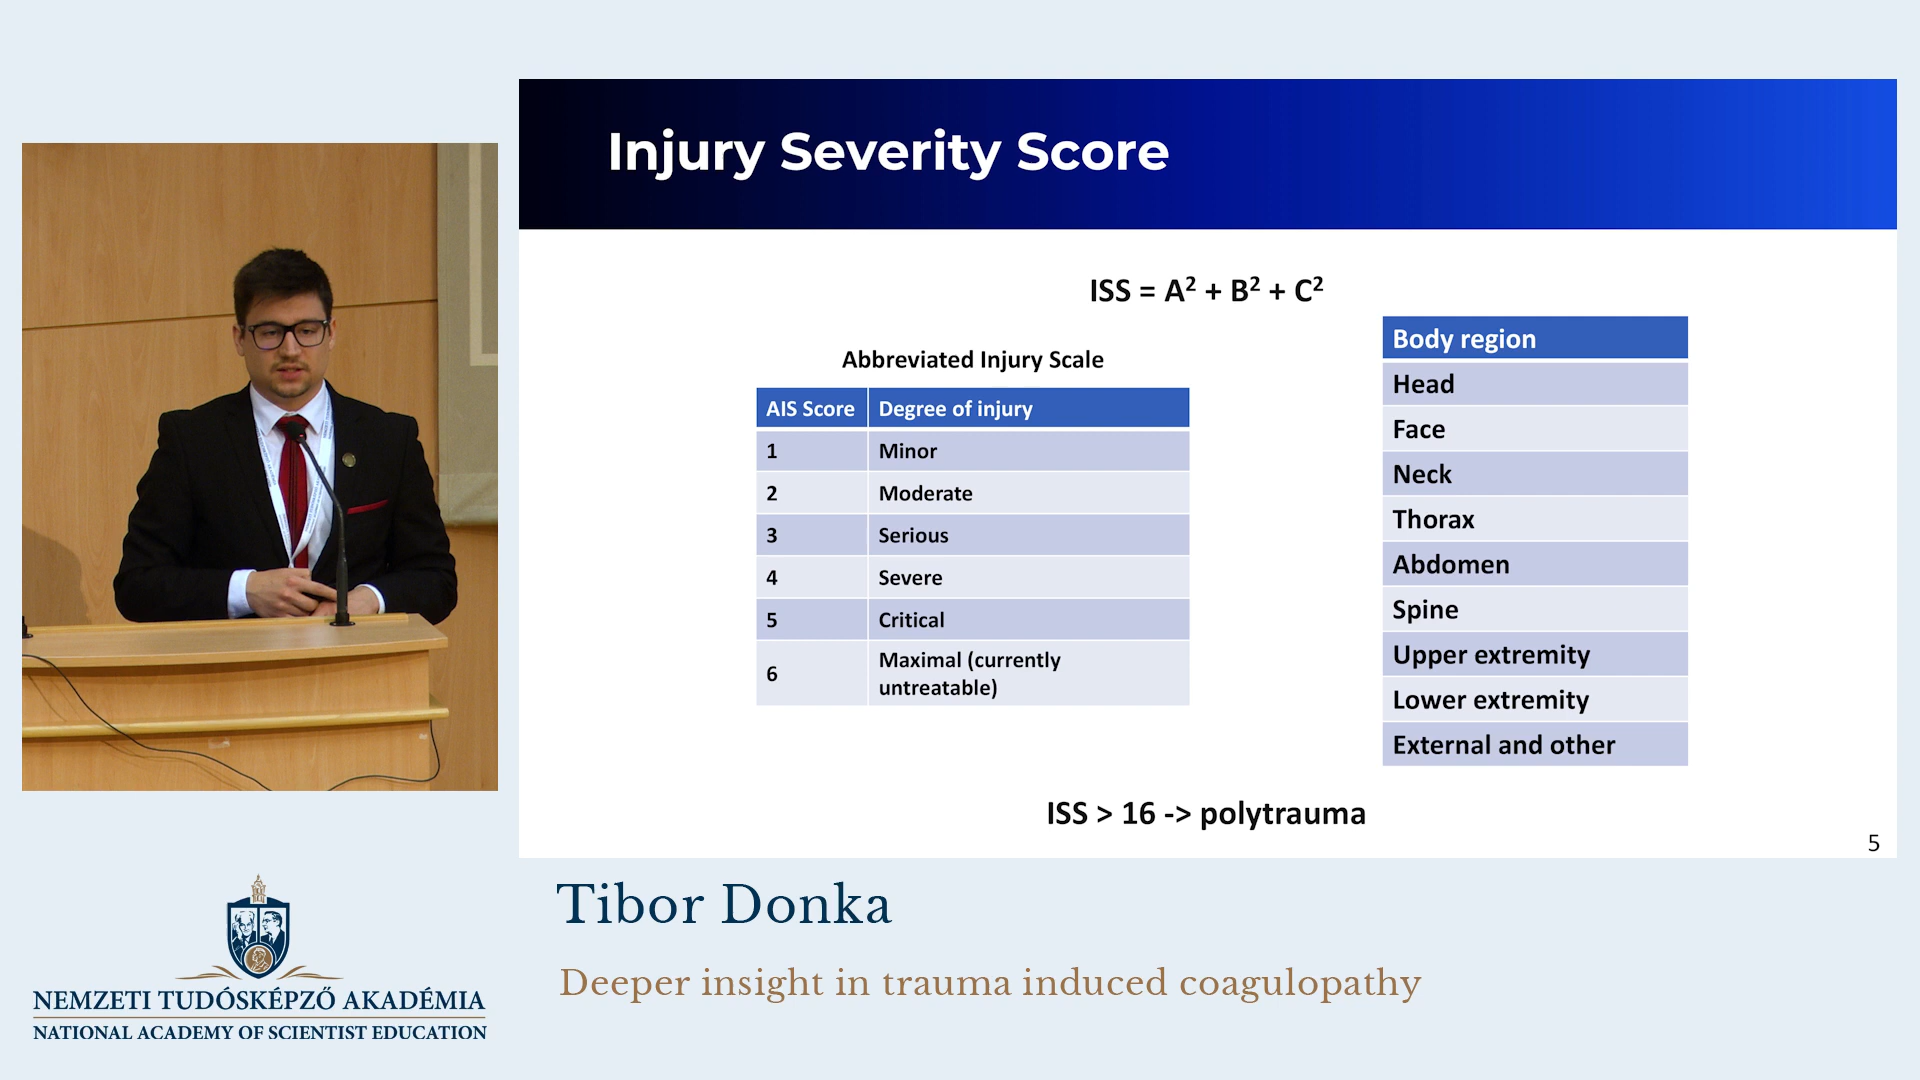 Injury Severity Score
ISS = A² + B² + C²
Abbreviated Injury Scale
AIS Score Degree of injury
1 Minor
2 Moderate
3 Serious
4 Severe
5 Critical
6 Maximal (currently
untreatable)
Body region
Head
Face
Neck
Thorax
Abdomen
Spine
Upper extremity
Lower extremity
External and other
ISS > 16 -> polytrauma
5
Tibor Donka
Deeper insight in trauma induced coagulopathy
NEMZETI TUDÓSKÉPZŐ AKADÉMIA
NATIONAL ACADEMY OF SCIENTIST EDUCATION